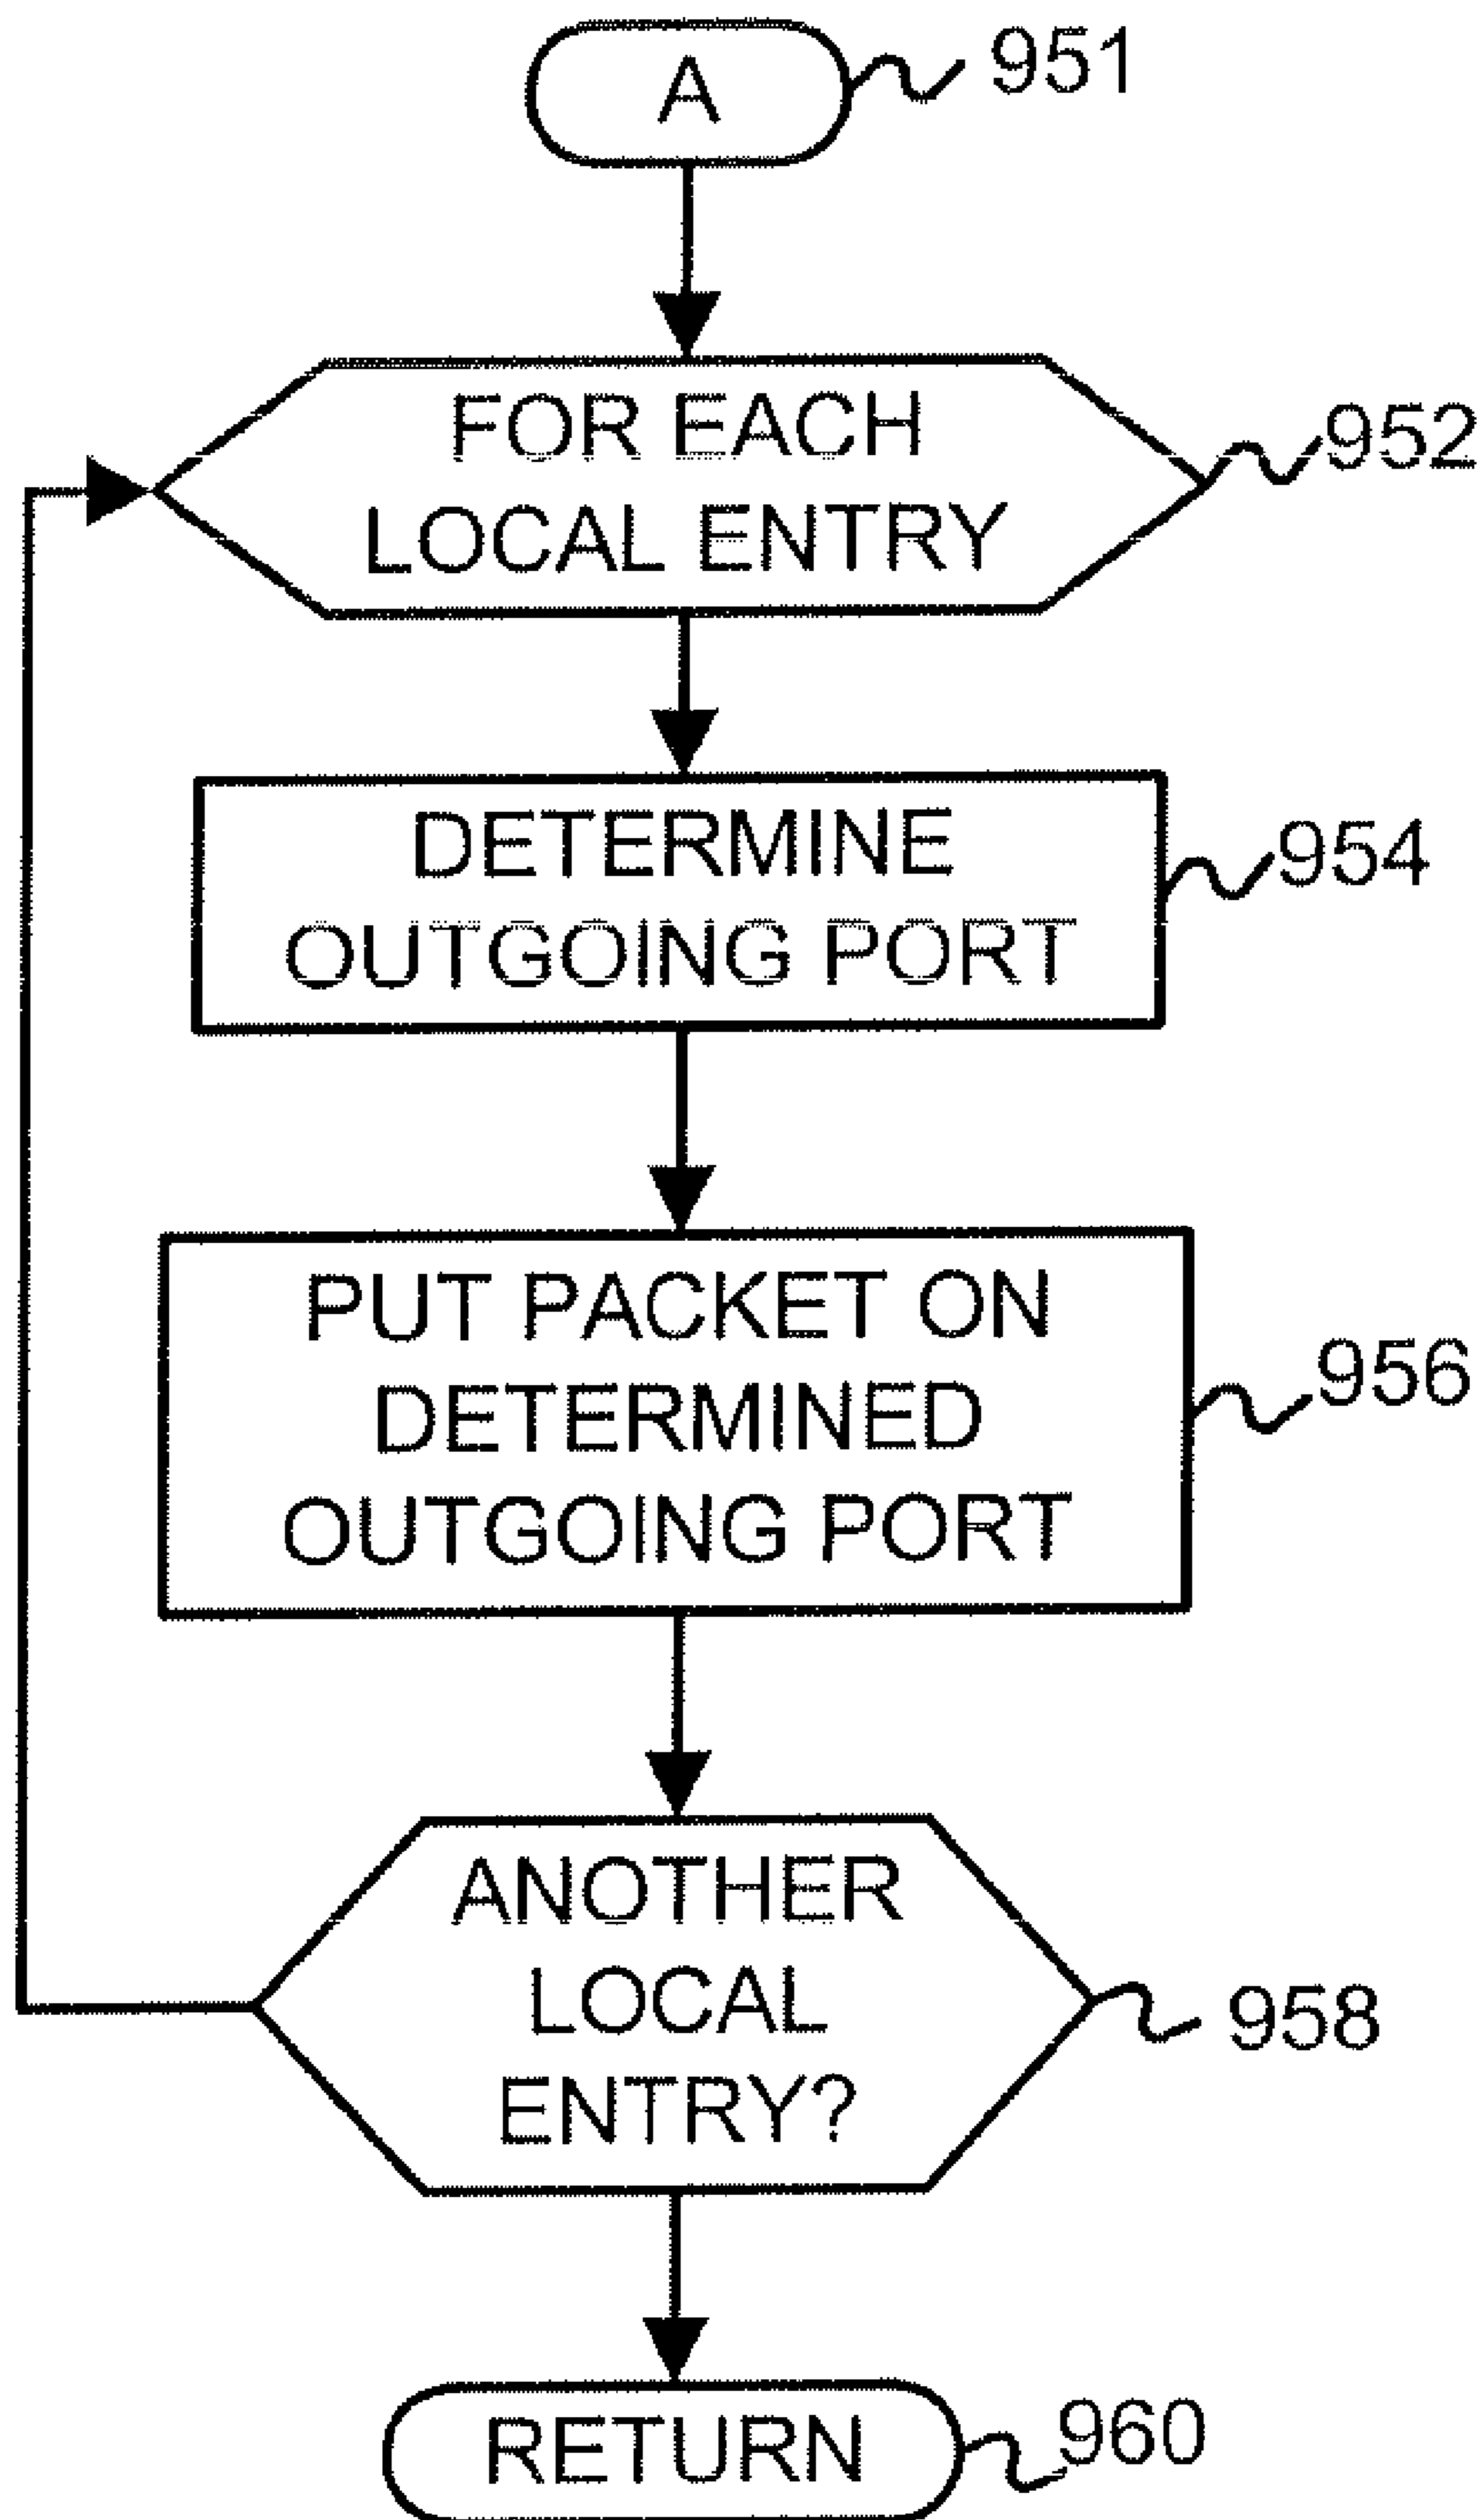 A
951
FOR EACH
LOCAL ENTRY
952
DETERMINE
OUTGOING PORT
954
PUT PACKET ON
DETERMINED
OUTGOING PORT
956
ANOTHER
LOCAL
ENTRY?
958
RETURN
960